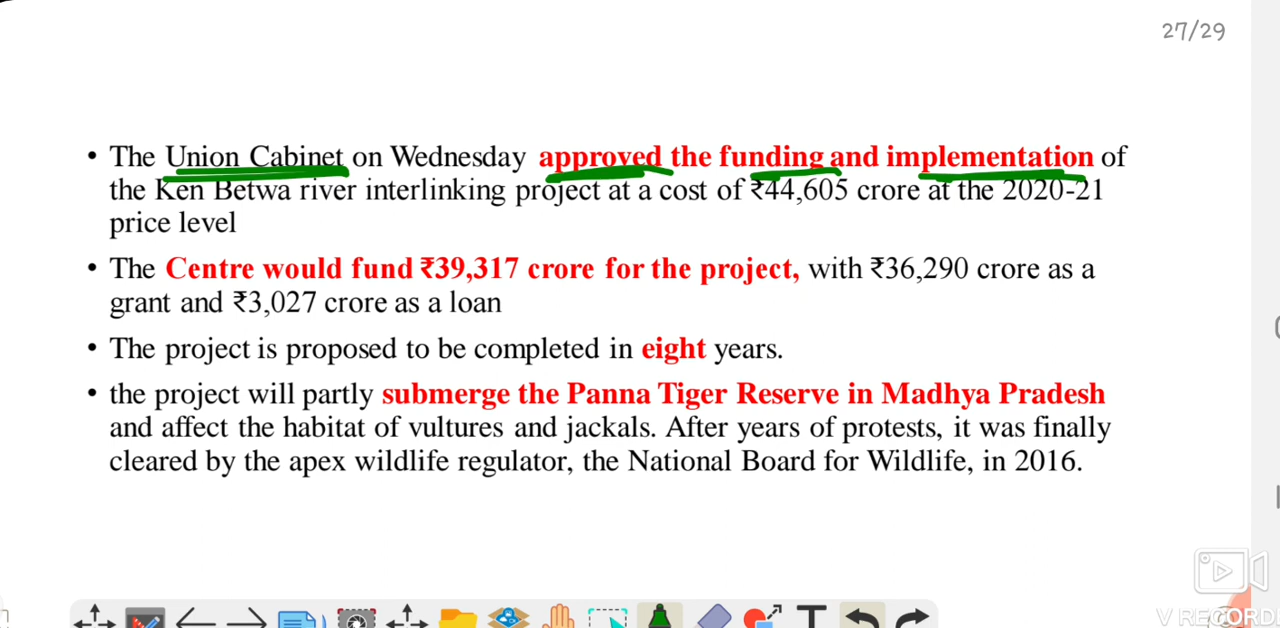 27/29
• The Union Cabinet on Wednesday approved the funding and implementation of
the Ken Betwa river interlinking project at a cost of ₹44,605 crore at the 2020-21
price level
• The Centre would fund ₹39,317 crore for the project, with ₹36,290 crore as a
grant and ₹3,027 crore as a loan
• The project is proposed to be completed in eight years.
• the project will partly submerge the Panna Tiger Reserve in Madhya Pradesh
and affect the habitat of vultures and jackals. After years of protests, it was finally
cleared by the apex wildlife regulator, the National Board for Wildlife, in 2016.
T
V RECORD